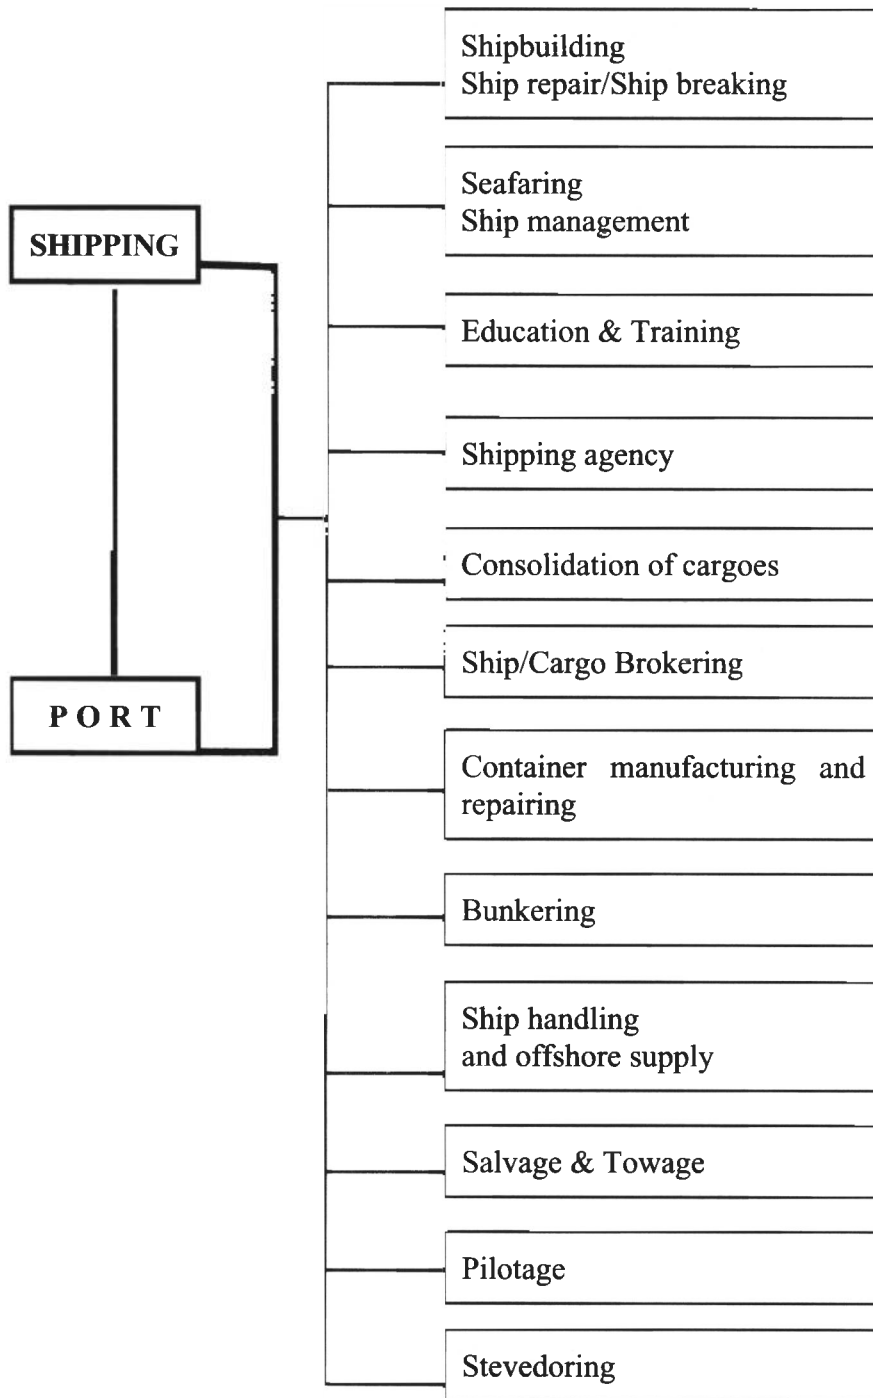 Shipbuilding
Ship repair/Ship breaking
Seafaring
Ship management
SHIPPING
Education & Training
Shipping agency
Consolidation of cargoes
Ship/Cargo Brokering
P O R T
Container manufacturing and
repairing
Bunkering
Ship handling
and offshore supply
Salvage & Towage
Pilotage
Stevedoring